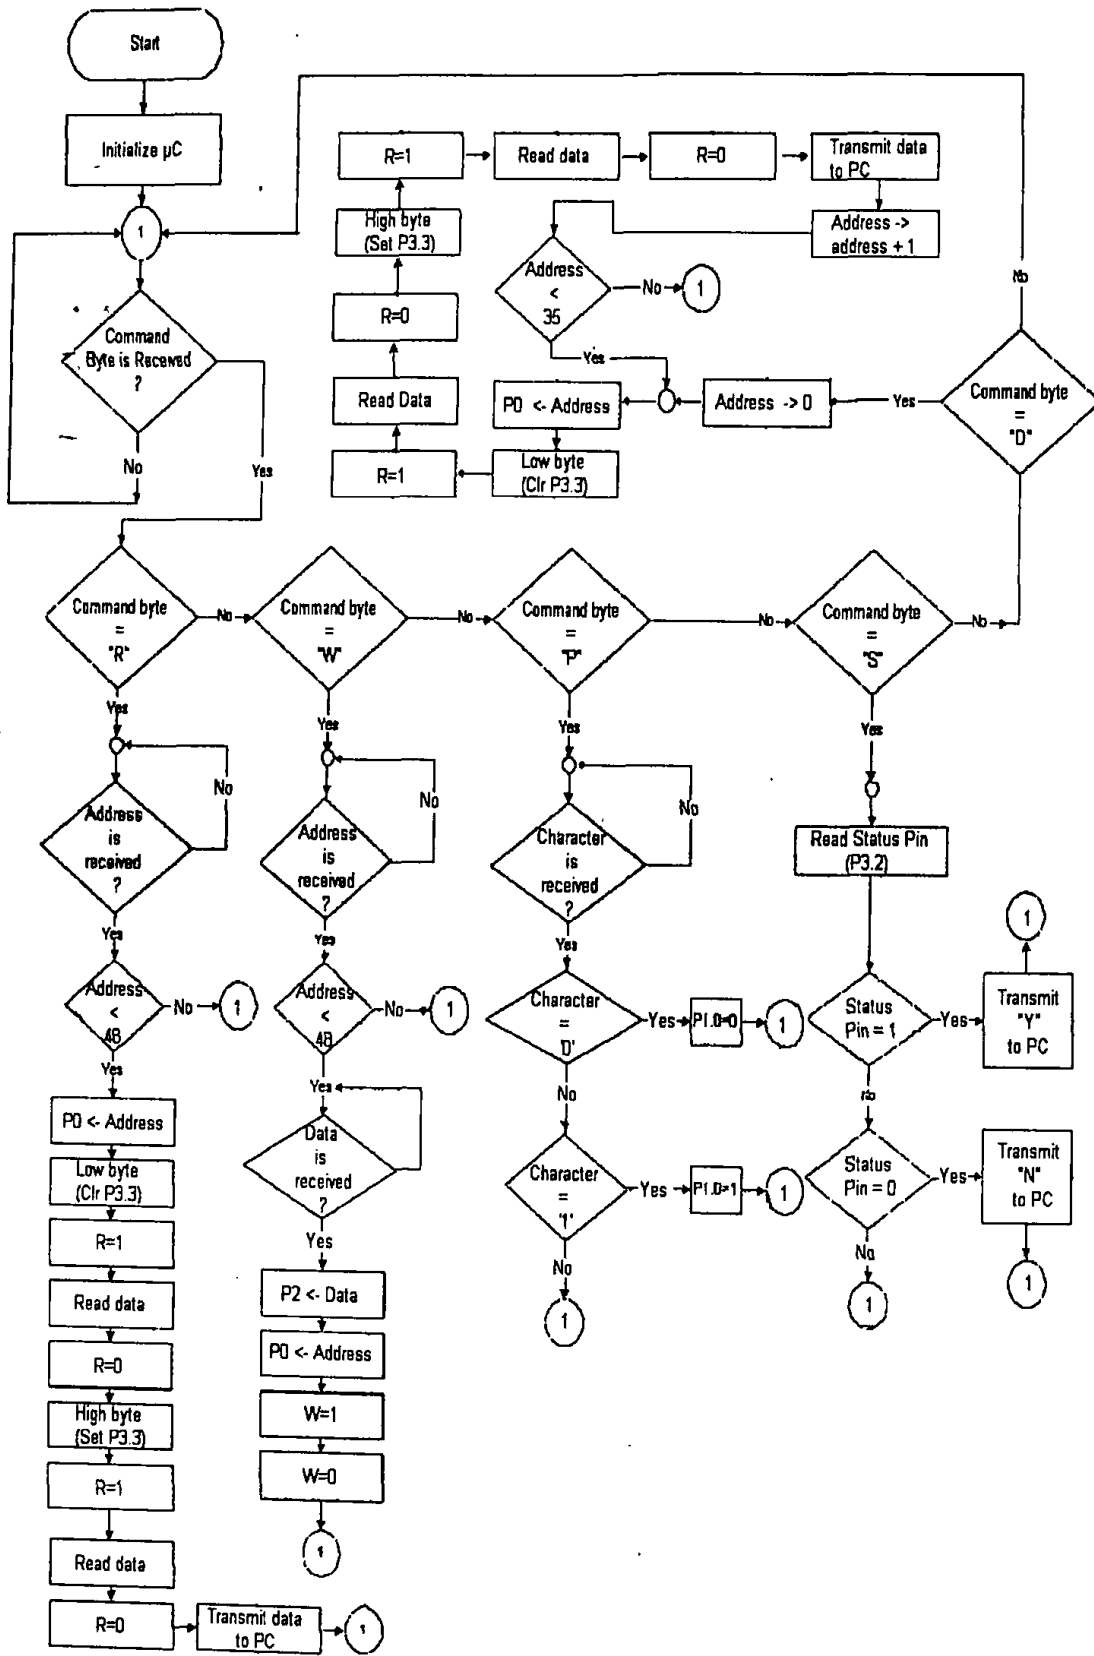 Start
Initialize µC
1
Command
Byte is Received
?
No
Yes
R=1
Read data
R=0
Transmit data
to PC
High byte
(Set P3.3)
Address ->
address + 1
Address
<
35
No
1
R=0
Yes
Read Data
P0 <- Address
Address -> 0
Yes
Command byte
=
"D"
No
R=1
Low byte
(Clr P3.3)
Command byte
=
"R"
No
Command byte
=
"W"
No
Command byte
=
"P"
No
Command byte
=
"S"
No
Yes
Yes
Yes
Yes
No
No
No
Address
is
received
?
Address
is
received
?
Character
is
received
?
Read Status Pin
(P3.2)
Yes
Yes
Yes
Address
<
48
No
1
Address
<
48
No
1
Character
=
'0'
Yes
P1.0=0
1
Status
Pin = 1
Yes
Transmit
"Y"
to PC
1
Yes
Yes
No
no
P0 <- Address
Data
is
received
?
Character
=
'1'
Yes
P1.0=1
1
Status
Pin = 0
Yes
Transmit
"N"
to PC
1
Low byte
(Clr P3.3)
R=1
Yes
No
1
No
1
Read data
P2 <- Data
R=0
P0 <- Address
High byte
(Set P3.3)
W=1
R=1
W=0
Read data
1
R=0
Transmit data
to PC
1